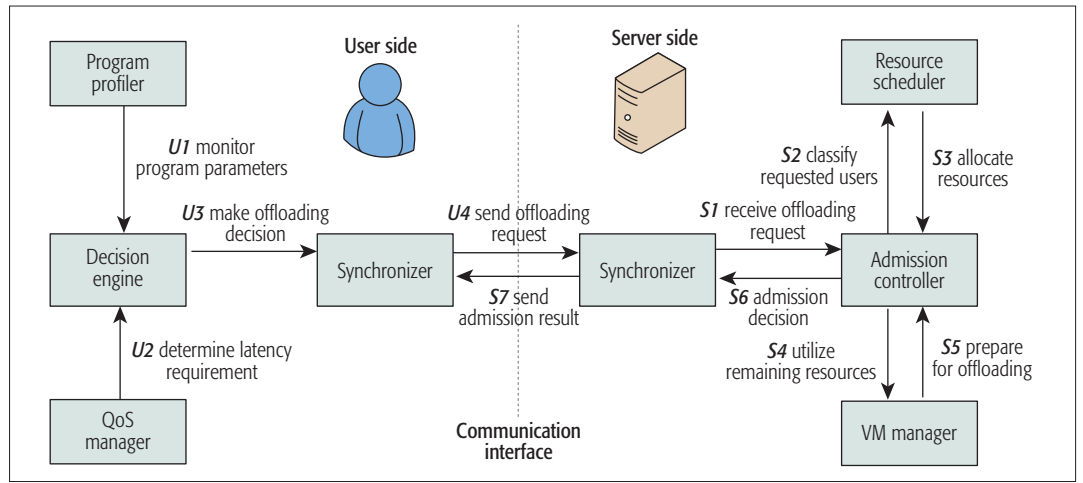 User side
Server side
Program
profiler
Resource
scheduler
U1 monitor
program parameters
S2 classify
requested users
S3 allocate
resources
U3 make offloading
decision
U4 send offloading
request
S1 receive offloading
request
Decision
engine
Synchronizer
Synchronizer
Admission
controller
S7 send
admission result
S6 admission
decision
U2 determine latency
requirement
S4 utilize
remaining resources
S5 prepare
for offloading
QoS
manager
Communication
interface
VM manager